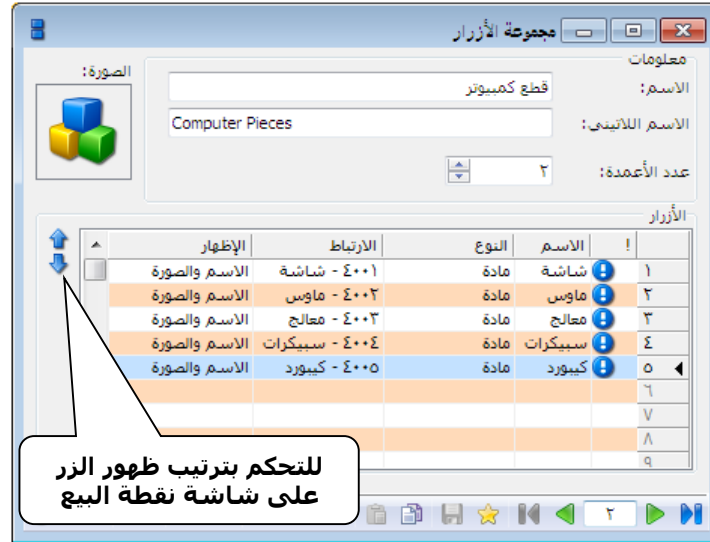 مجموعة الأزرار
معلومات
الاسم: قطع كمبيوتر
الصورة:
الاسم اللاتيني: Computer Pieces
عدد الأعمدة: ٢
الأزرار
! الاسم النوع الارتباط الإظهار
١ شاشة مادة ٤٠٠١ - شاشة الاسم والصورة
٢ ماوس مادة ٤٠٠٢ - ماوس الاسم والصورة
٣ معالج مادة ٤٠٠٣ - معالج الاسم والصورة
٤ سبيكرات مادة ٤٠٠٤ - سبيكرات الاسم والصورة
٥ كيبورد مادة ٤٠٠٥ - كيبورد الاسم والصورة
٦
٧
٨
٩
للتحكم بترتيب ظهور الزر
على شاشة نقطة البيع
٢